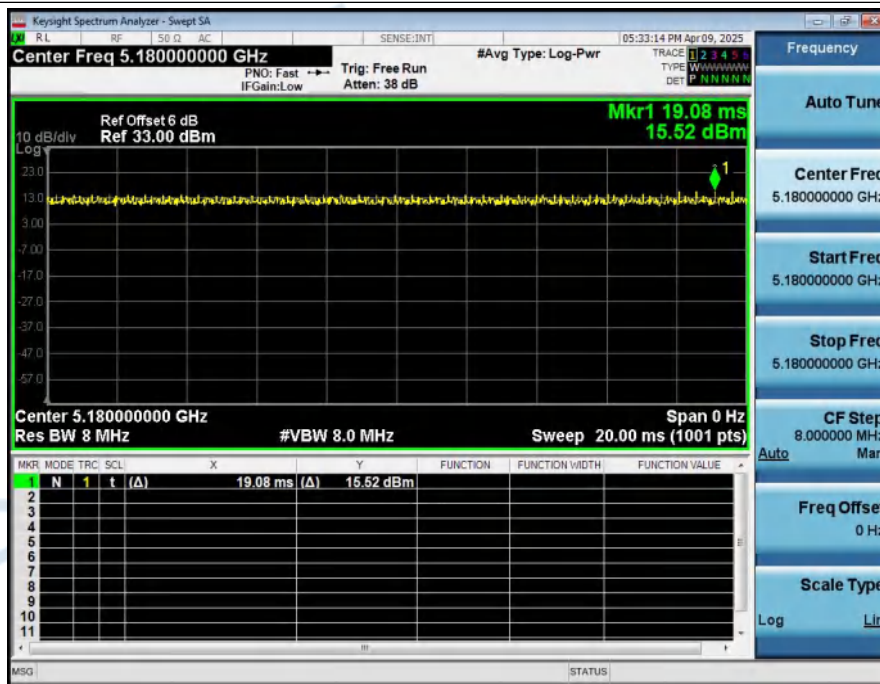 Keysight Spectrum Analyzer - Swept SA
RL RF 50 Ω AC SENSE:INT 05:33:14 PM Apr 09, 2025
Center Freq 5.180000000 GHz
PNO: Fast
IFGain:Low
Trig: Free Run
Atten: 38 dB
#Avg Type: Log-Pwr
TRACE 1 2 3 4 5 6
TYPE WWWWWW
DET P N N N N N
Ref Offset 6 dB
10 dB/div Ref 33.00 dBm
Log
Mkr1 19.08 ms
15.52 dBm
23.0
13.0
3.00
-7.00
-17.0
-27.0
-37.0
-47.0
-57.0
1
Center 5.180000000 GHz Span 0 Hz
Res BW 8 MHz #VBW 8.0 MHz Sweep 20.00 ms (1001 pts)
MKR MODE TRC SCL X Y FUNCTION FUNCTION WIDTH FUNCTION VALUE
1 N 1 t (Δ) 19.08 ms (Δ) 15.52 dBm
2
3
4
5
6
7
8
9
10
11
MSG STATUS
Frequency
Auto Tune
Center Freq
5.180000000 GHz
Start Freq
5.180000000 GHz
Stop Freq
5.180000000 GHz
CF Step
8.000000 MHz
Auto Man
Freq Offset
0 Hz
Scale Type
Log Lin